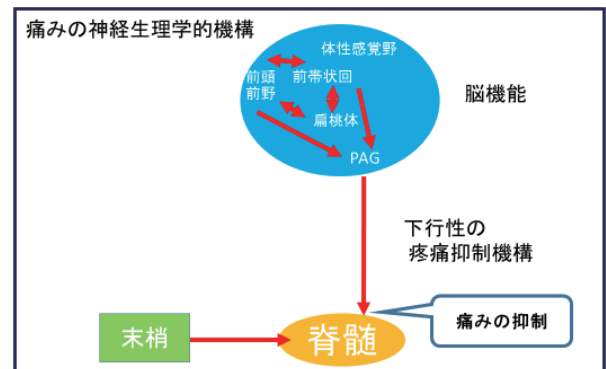 痛みの神経生理学的機構
体性感覚野
前頭
前野
前帯状回
扁桃体
PAG
脳機能
下行性の
疼痛抑制機構
痛みの抑制
末梢
脊髄